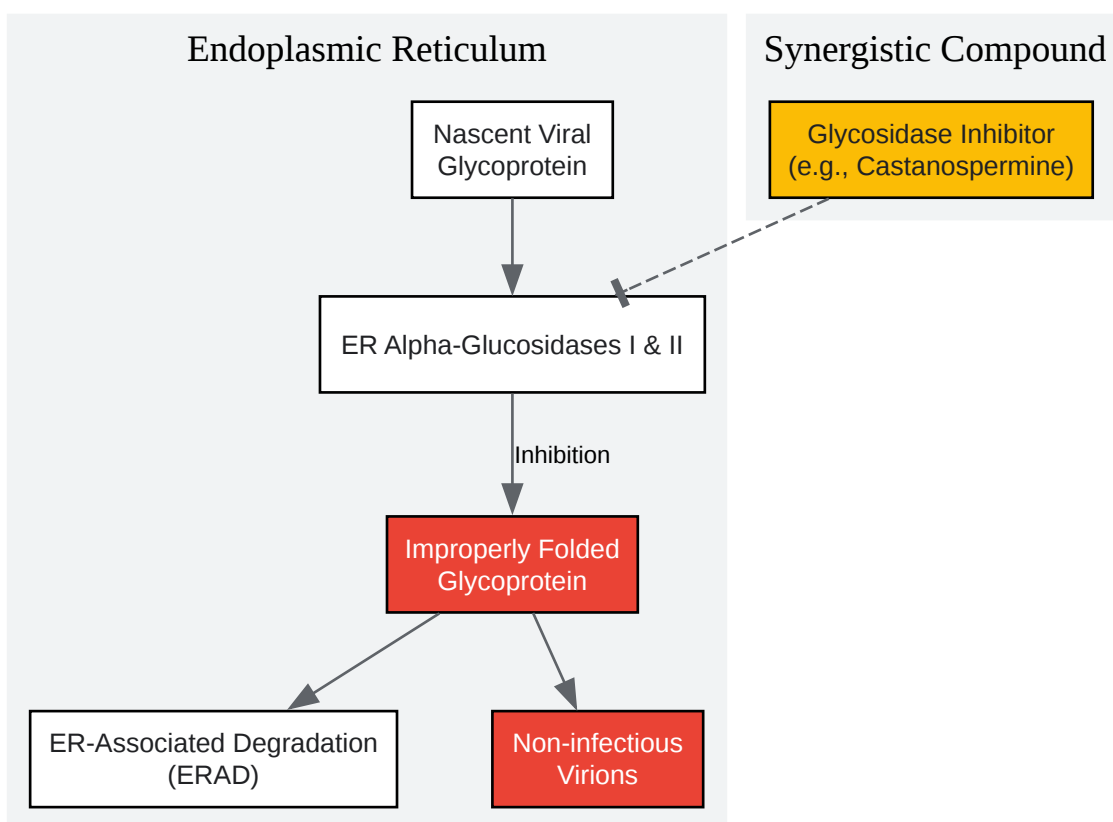 Endoplasmic Reticulum
Synergistic Compound
Nascent Viral
Glycoprotein
Glycosidase Inhibitor
(e.g., Castanospermine)
ER Alpha-Glucosidases I & II
Inhibition
Improperly Folded
Glycoprotein
ER-Associated Degradation
(ERAD)
Non-infectious
Virions